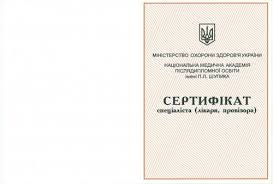 МІНІСТЕРСТВО ОХОРОНИ ЗДОРОВ'Я УКРАЇНИ
НАЦІОНАЛЬНА МЕДИЧНА АКАДЕМІЯ
ПІСЛЯДИПЛОМНОЇ ОСВІТИ
імені П.Л. ШУПИКА
СЕРТИФІКАТ
спеціаліста (лікаря, провізора)